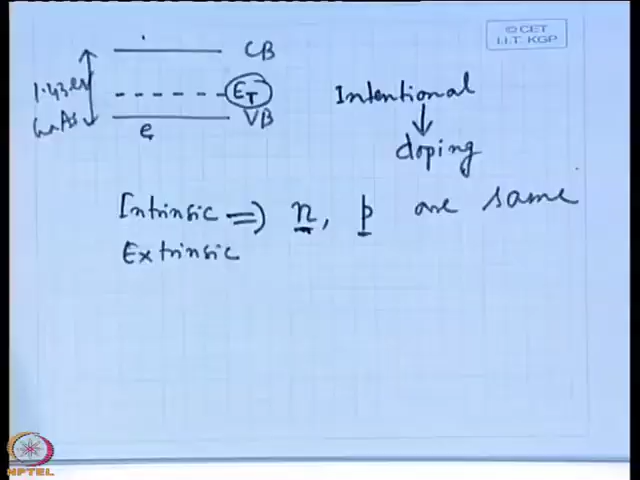 CB
1.43eV
GaAs
ET
VB
e
Intentional
doping
Intrinsic => n, p are same
Extrinsic
© CET
I.I.T. KGP
NPTEL